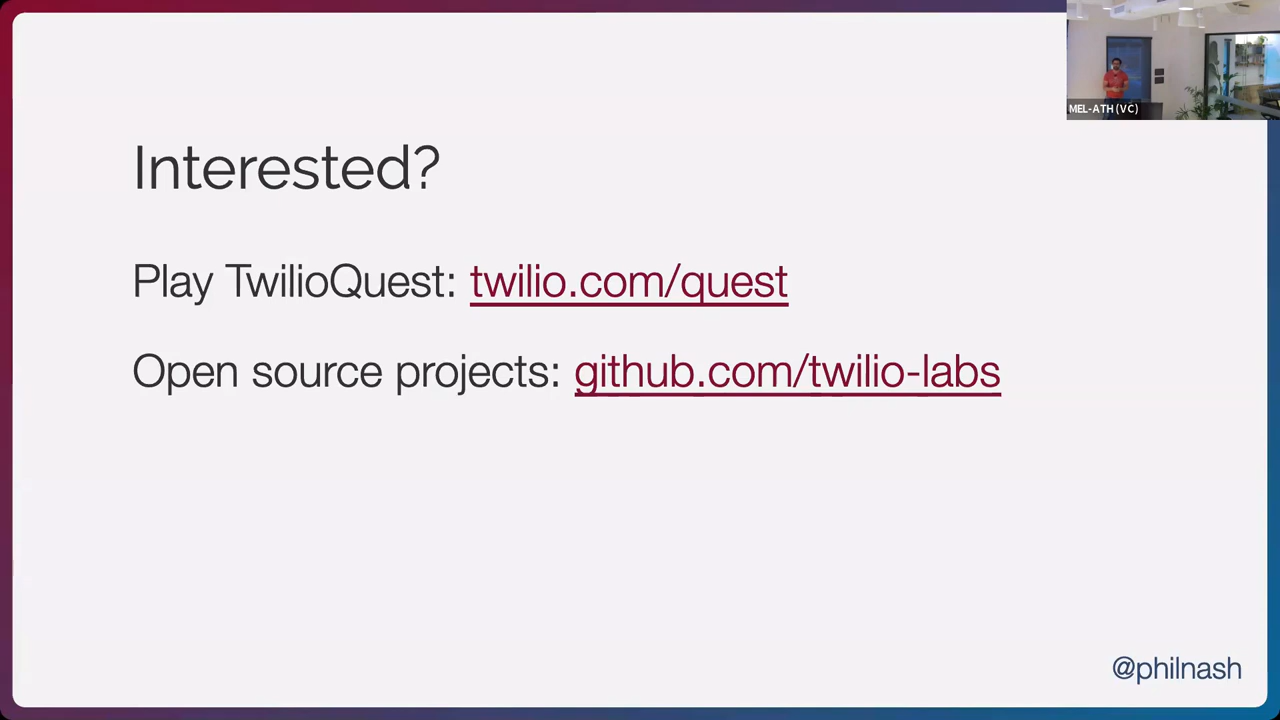 MEL-ATH (VC)
Interested?
Play TwilioQuest: twilio.com/quest
Open source projects: github.com/twilio-labs
@philnash